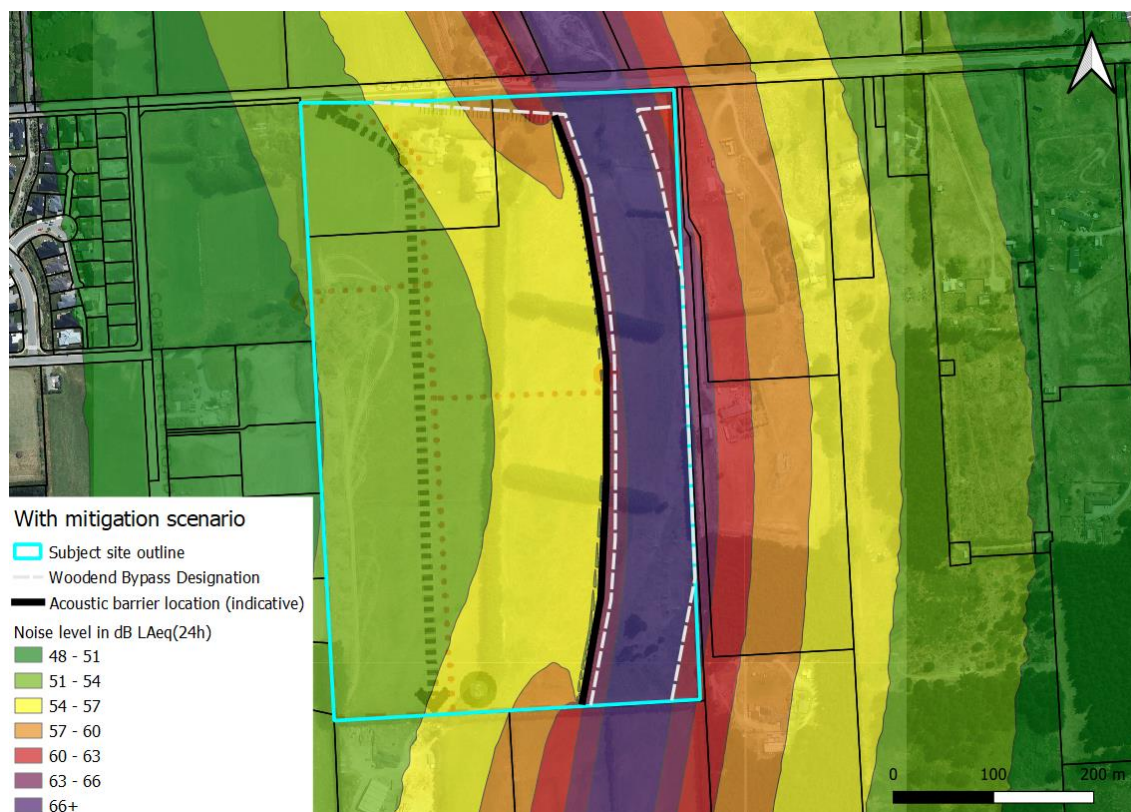 With mitigation scenario
Subject site outline
Woodend Bypass Designation
Acoustic barrier location (indicative)
Noise level in dB LAeq(24h)
48 - 51
51 - 54
54 - 57
57 - 60
60 - 63
63 - 66
66+
0 100 200 m